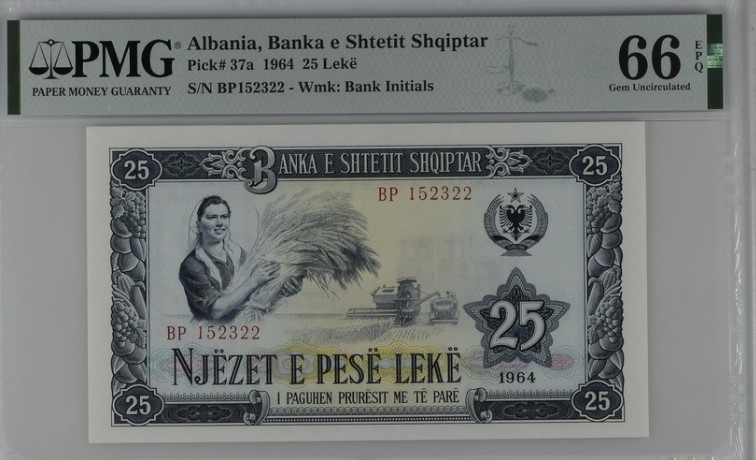 PMG®
PAPER MONEY GUARANTY
Albania, Banka e Shtetit Shqiptar
Pick# 37a 1964 25 Lekë
S/N BP152322 - Wmk: Bank Initials
66 EPQ
Gem Uncirculated
25
BANKA E SHTETIT SHQIPTAR
25
BP 152322
BP 152322
25
NJËZET E PESË LEKË
1964
25
I PAGUHEN PRURËSIT ME TË PARË
25